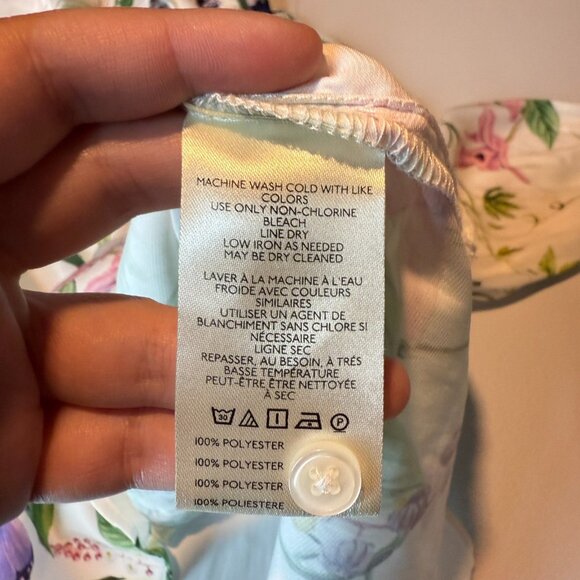 MACHINE WASH COLD WITH LIKE
COLORS
USE ONLY NON-CHLORINE
BLEACH
LINE DRY
LOW IRON AS NEEDED
MAY BE DRY CLEANED
LAVER À LA MACHINE À L'EAU
FROIDE AVEC COULEURS
SIMILAIRES
UTILISER UN AGENT DE
BLANCHIMENT SANS CHLORE SI
NÉCESSAIRE
LIGNE SEC
REPASSER, AU BESOIN, À TRÉS
BASSE TEMPÉRATURE
PEUT-ÊTRE ÊTRE NETTOYÉE
À SEC
30 P
100% POLYESTER
100% POLYESTER
100% POLYESTER
100% POLIESTERE